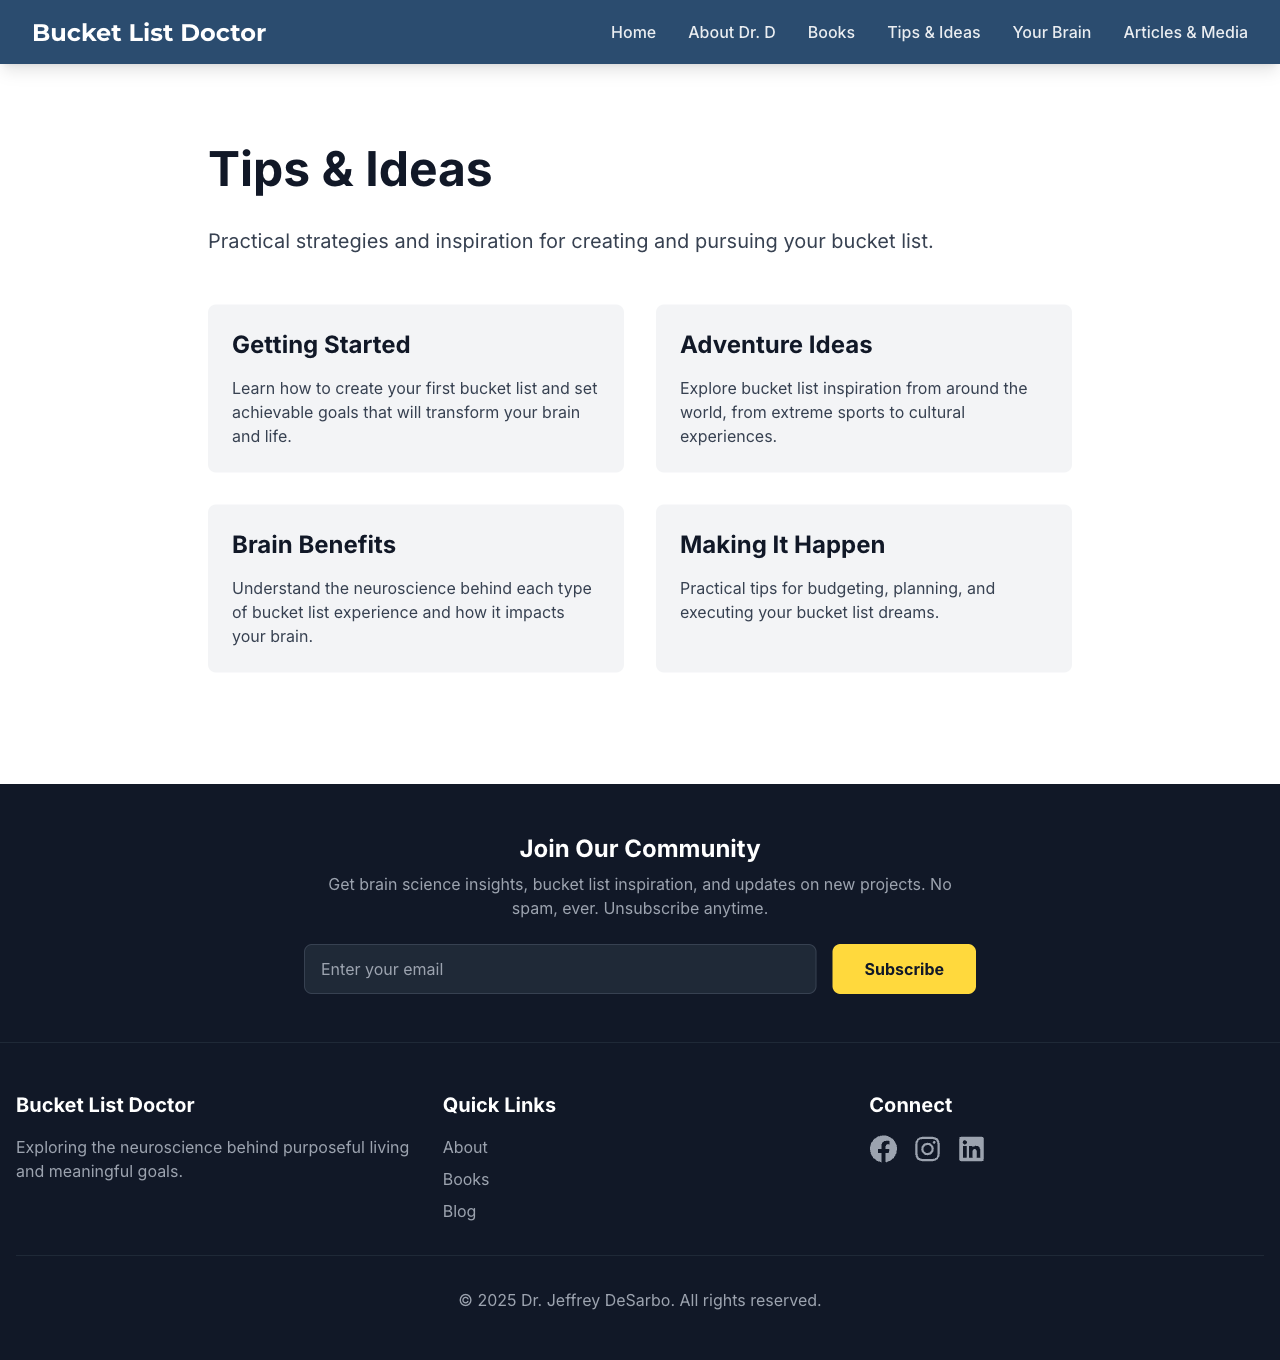 Bucket List Doctor
Home
About Dr. D
Books
Tips & Ideas
Your Brain
Articles & Media
Tips & Ideas
Practical strategies and inspiration for creating and pursuing your bucket list.
Getting Started
Learn how to create your first bucket list and set
achievable goals that will transform your brain
and life.
Adventure Ideas
Explore bucket list inspiration from around the
world, from extreme sports to cultural
experiences.
Brain Benefits
Understand the neuroscience behind each type
of bucket list experience and how it impacts
your brain.
Making It Happen
Practical tips for budgeting, planning, and
executing your bucket list dreams.
Join Our Community
Get brain science insights, bucket list inspiration, and updates on new projects. No
spam, ever. Unsubscribe anytime.
Enter your email
Subscribe
Bucket List Doctor
Exploring the neuroscience behind purposeful living
and meaningful goals.
Quick Links
About
Books
Blog
Connect
© 2025 Dr. Jeffrey DeSarbo. All rights reserved.